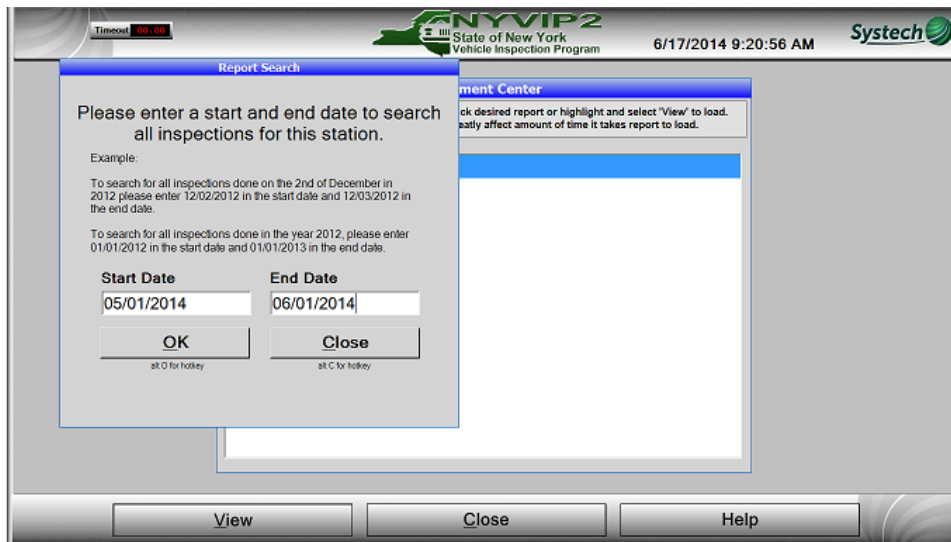 Timeout 00.00
NYVIP2
State of New York
Vehicle Inspection Program
6/17/2014 9:20:56 AM
Systech
Report Search
Please enter a start and end date to search
all inspections for this station.
Example:
To search for all inspections done on the 2nd of December in
2012 please enter 12/02/2012 in the start date and 12/03/2012 in
the end date.
To search for all inspections done in the year 2012, please enter
01/01/2012 in the start date and 01/01/2013 in the end date.
Start Date End Date
05/01/2014 06/01/2014
OK Close
alt O for hotkey alt C for hotkey
ment Center
ck desired report or highlight and select 'View' to load.
eatly affect amount of time it takes report to load.
View Close Help